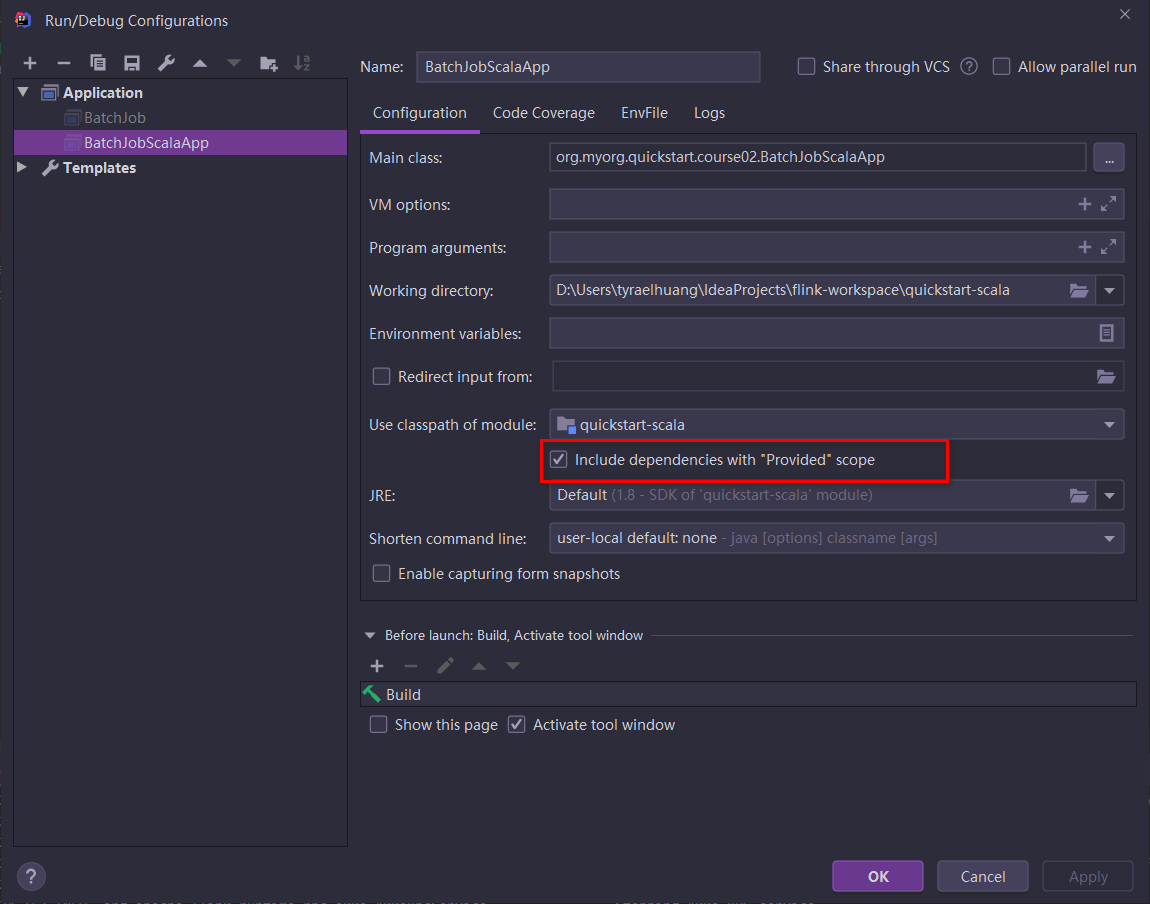 Run/Debug Configurations
Application
BatchJob
BatchJobScalaApp
Templates
Name: BatchJobScalaApp Share through VCS ? Allow parallel run
Configuration Code Coverage EnvFile Logs
Main class: org.myorg.quickstart.course02.BatchJobScalaApp ...
VM options:
Program arguments:
Working directory: D:\Users\tyraelhuang\IdeaProjects\flink-workspace\quickstart-scala
Environment variables:
Redirect input from:
Use classpath of module: quickstart-scala
Include dependencies with "Provided" scope
JRE: Default (1.8 - SDK of 'quickstart-scala' module)
Shorten command line: user-local default: none - java [options] classname [args]
Enable capturing form snapshots
Before launch: Build, Activate tool window
Build
Show this page Activate tool window
? OK Cancel Apply